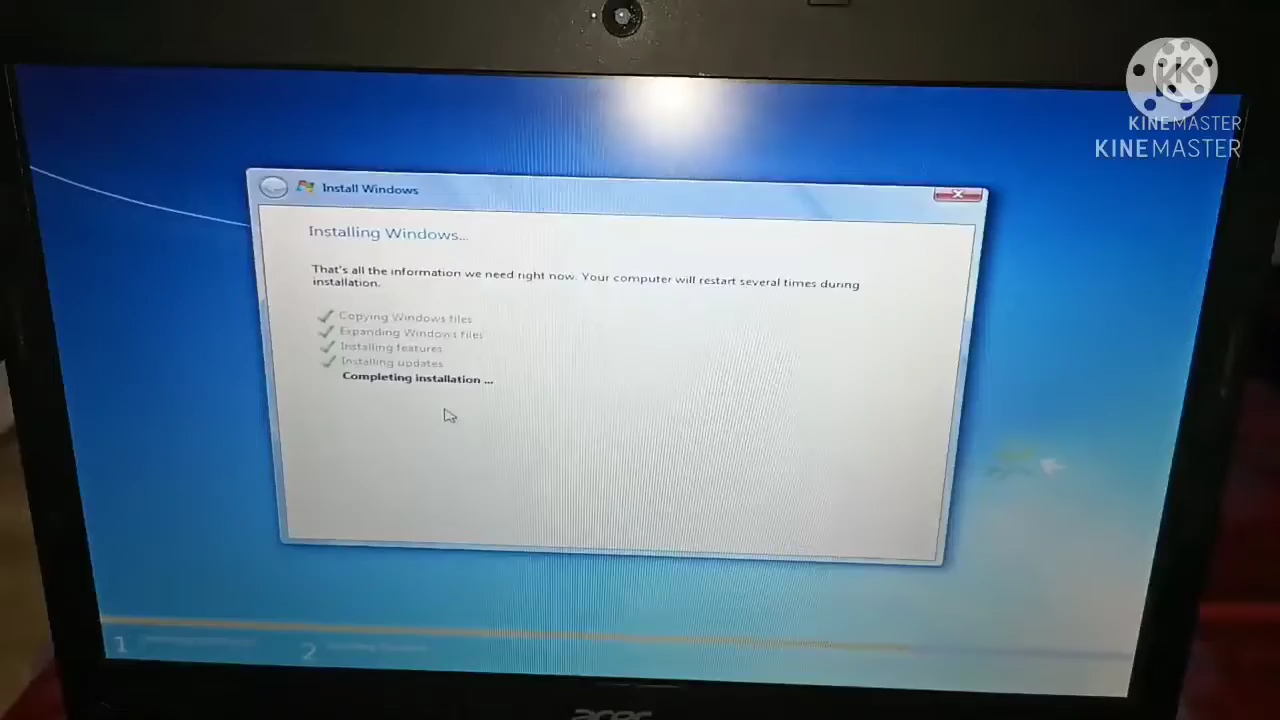 KINEMASTER
KINEMASTER
Install Windows
Installing Windows...
That's all the information we need right now. Your computer will restart several times during
installation.
Copying Windows files
Expanding Windows files
Installing features
Installing updates
Completing installation ...
1
2
acer